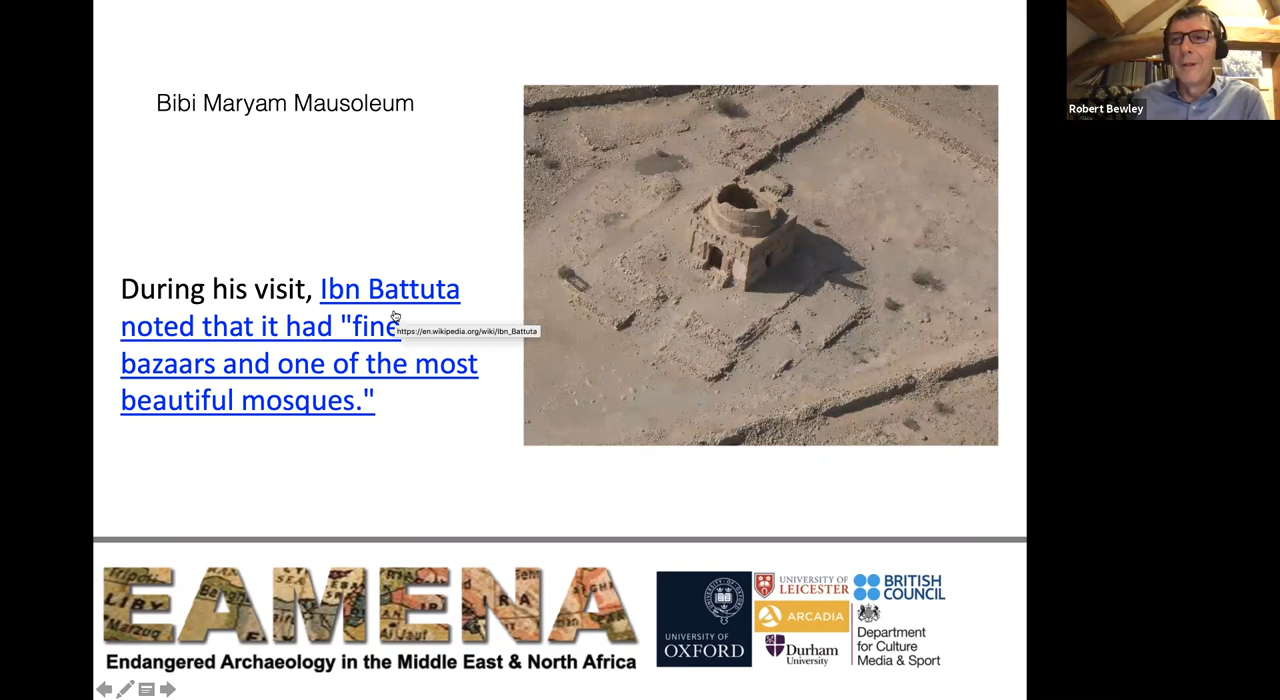 Bibi Maryam Mausoleum
During his visit, Ibn Battuta
noted that it had "fine
bazaars and one of the most
beautiful mosques."
https://en.wikipedia.org/wiki/Ibn_Battuta
Robert Bewley
EAMENA
Endangered Archaeology in the Middle East & North Africa
UNIVERSITY OF
OXFORD
UNIVERSITY OF
LEICESTER
BRITISH
COUNCIL
ARCADIA
Durham
University
Department
for Culture
Media & Sport